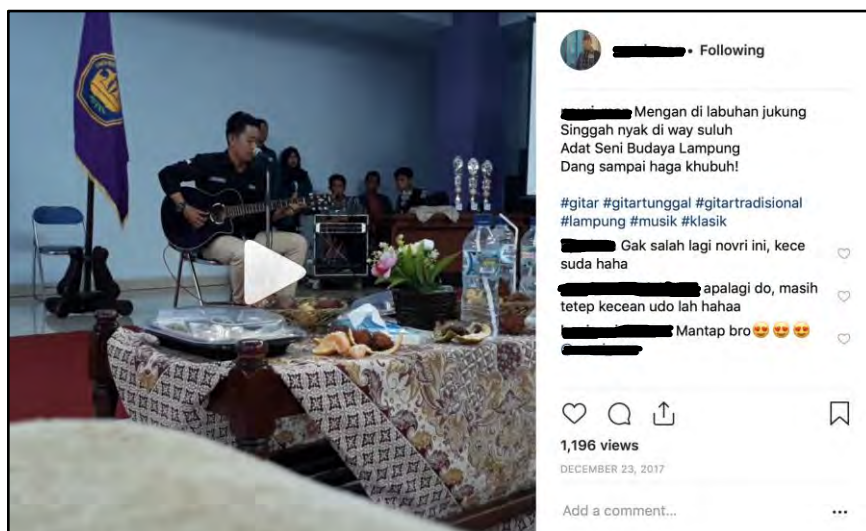 • Following
Mengan di labuhan jukung
Singgah nyak di way suluh
Adat Seni Budaya Lampung
Dang sampai haga khubuh!
#gitar #gitartunggal #gitartradisional
#lampung #musik #klasik
Gak salah lagi novri ini, kece
suda haha
apalagi do, masih
tetep kecean udo lah hahaa
Mantap bro😍😍😍
1,196 views
DECEMBER 23, 2017
Add a comment...